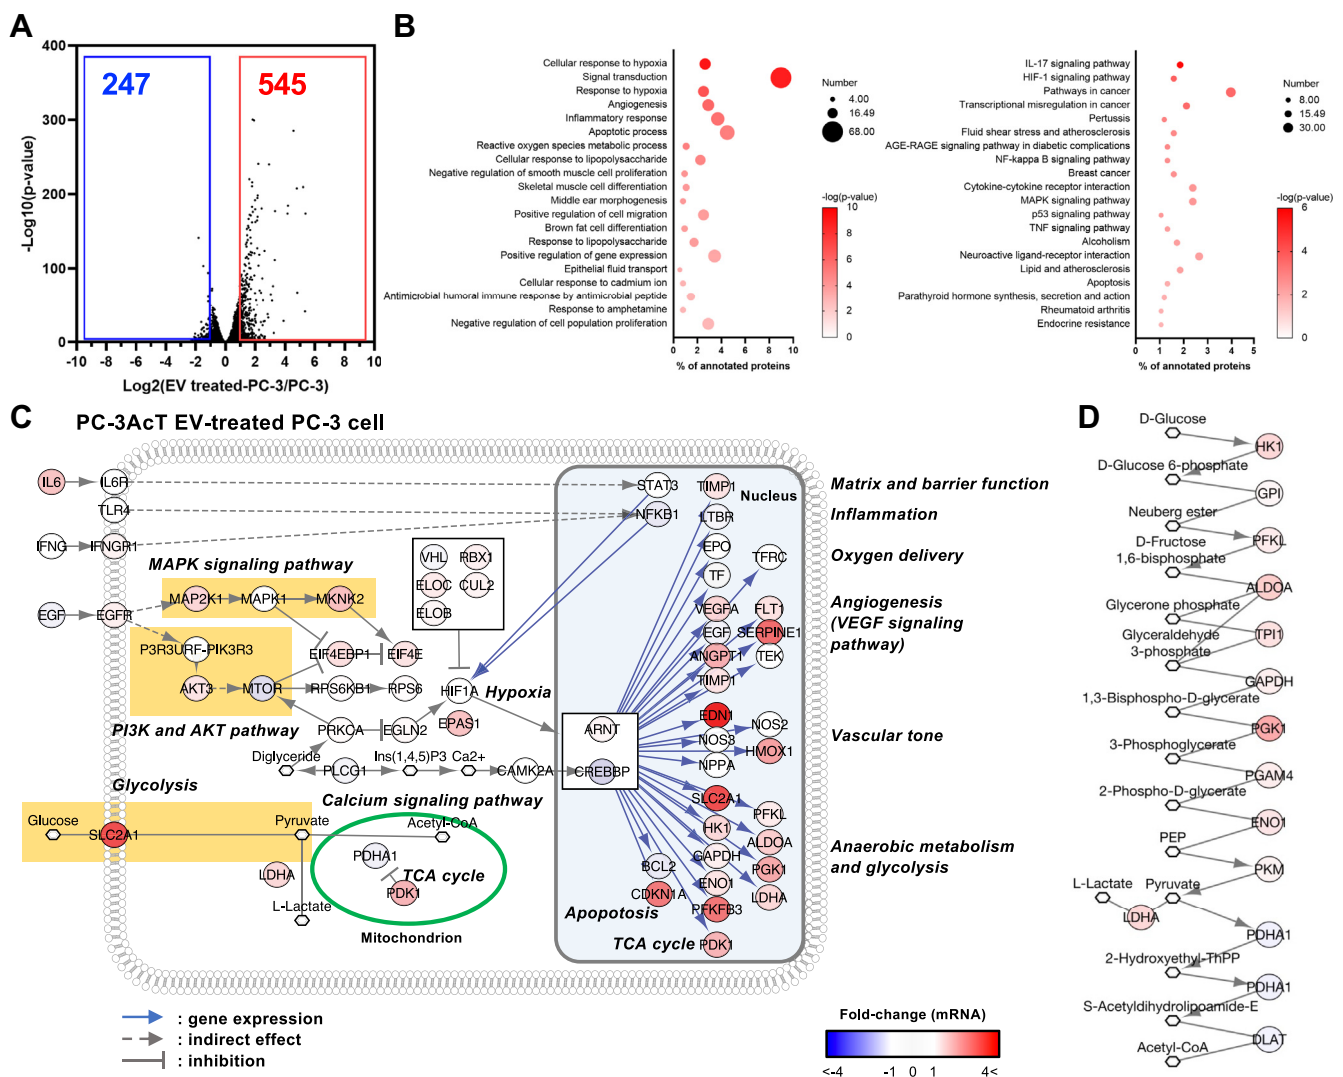 A
400
300
200
100
0
247
545
-Log10(p-value)
-10 -8 -6 -4 -2 0 2 4 6 8 10
Log2(EV treated-PC-3/PC-3)
B
Cellular response to hypoxia
Signal transduction
Response to hypoxia
Angiogenesis
Inflammatory response
Apoptotic process
Reactive oxygen species metabolic process
Cellular response to lipopolysaccharide
Negative regulation of smooth muscle cell proliferation
Skeletal muscle cell differentiation
Middle ear morphogenesis
Positive regulation of cell migration
Brown fat cell differentiation
Response to lipopolysaccharide
Positive regulation of gene expression
Epithelial fluid transport
Cellular response to cadmium ion
Antimicrobial humoral immune response by antimicrobial peptide
Response to amphetamine
Negative regulation of cell population proliferation
0 2 4 6 8 10
% of annotated proteins
Number
4.00
16.49
68.00
-log(p-value)
10
8
6
4
2
0
IL-17 signaling pathway
HIF-1 signaling pathway
Pathways in cancer
Transcriptional misregulation in cancer
Pertussis
Fluid shear stress and atherosclerosis
AGE-RAGE signaling pathway in diabetic complications
NF-kappa B signaling pathway
Breast cancer
Cytokine-cytokine receptor interaction
MAPK signaling pathway
p53 signaling pathway
TNF signaling pathway
Alcoholism
Neuroactive ligand-receptor interaction
Lipid and atherosclerosis
Apoptosis
Parathyroid hormone synthesis, secretion and action
Rheumatoid arthritis
Endocrine resistance
0 1 2 3 4 5
% of annotated proteins
Number
8.00
15.49
30.00
-log(p-value)
6
4
2
0
C
PC-3AcT EV-treated PC-3 cell
IL6
IL6R
TLR4
IFNG
IFNGR1
EGF
EGFR
STAT3
NFKB1
Nucleus
MAPK signaling pathway
MAP2K1
MAPK1
MKNK2
VHL
RBX1
ELOC
CUL2
ELOB
P3R3URF-PIK3R3
AKT3
MTOR
EIF4EBP1
EIF4E
RPS6KB1
RPS6
PI3K and AKT pathway
PRKCA
EGLN2
HIF1A
Hypoxia
EPAS1
Diglyceride
PLCG1
Ins(1,4,5)P3
Ca2+
CAMK2A
Calcium signaling pathway
ARNT
CREBBP
Glycolysis
Glucose
SLC2A1
Pyruvate
Acetyl-CoA
LDHA
L-Lactate
PDHA1
TCA cycle
PDK1
Mitochondrion
TIMP1
LTBR
EPO
TFRC
TF
VEGFA
FLT1
EGF
SERPINE1
ANGPT1
TEK
TIMP1
EDN1
NOS2
NOS3
HMOX1
NPPA
SLC2A1
PFKL
HK1
ALDOA
GAPDH
PGK1
BCL2
ENO1
LDHA
CDKN1A
PFKFB3
Apopotosis
TCA cycle
PDK1
Matrix and barrier function
Inflammation
Oxygen delivery
Angiogenesis
(VEGF signaling
pathway)
Vascular tone
Anaerobic metabolism
and glycolysis
: gene expression
: indirect effect
: inhibition
Fold-change (mRNA)
<-4 -1 0 1 4<
D
D-Glucose
HK1
D-Glucose 6-phosphate
GPI
Neuberg ester
PFKL
D-Fructose
1,6-bisphosphate
ALDOA
Glycerone phosphate
TPI1
Glyceraldehyde
3-phosphate
GAPDH
1,3-Bisphospho-D-glycerate
PGK1
3-Phosphoglycerate
PGAM4
2-Phospho-D-glycerate
ENO1
PEP
PKM
L-Lactate
Pyruvate
LDHA
PDHA1
2-Hydroxyethyl-ThPP
PDHA1
S-Acetyldihydrolipoamide-E
DLAT
Acetyl-CoA